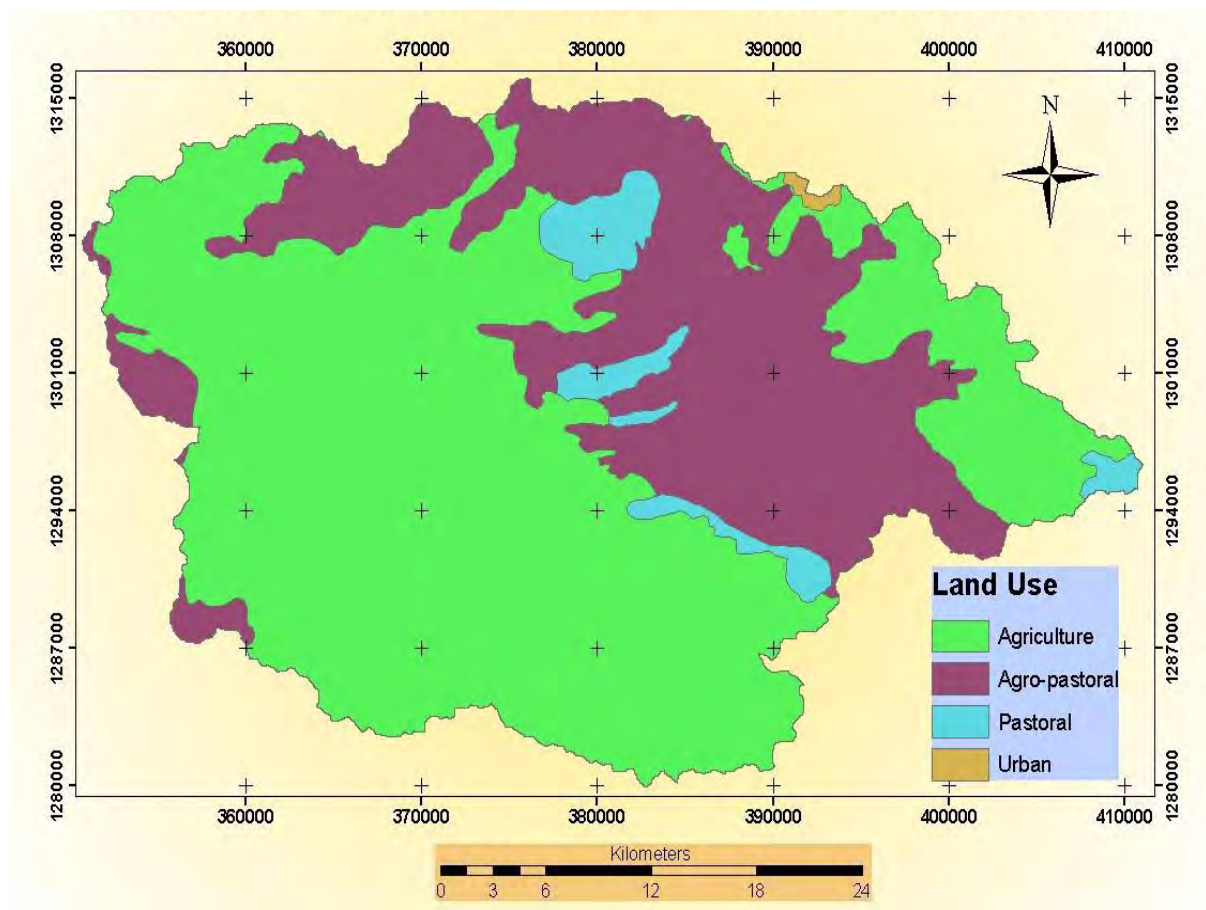 360000 370000 380000 390000 400000 410000
1315000 1315000
N
1308000 1308000
1301000 1301000
1294000 1294000
Land Use
Agriculture
1287000 1287000
Agro-pastoral
Pastoral
Urban
1280000 1280000
360000 370000 380000 390000 400000 410000
Kilometers
0 3 6 12 18 24